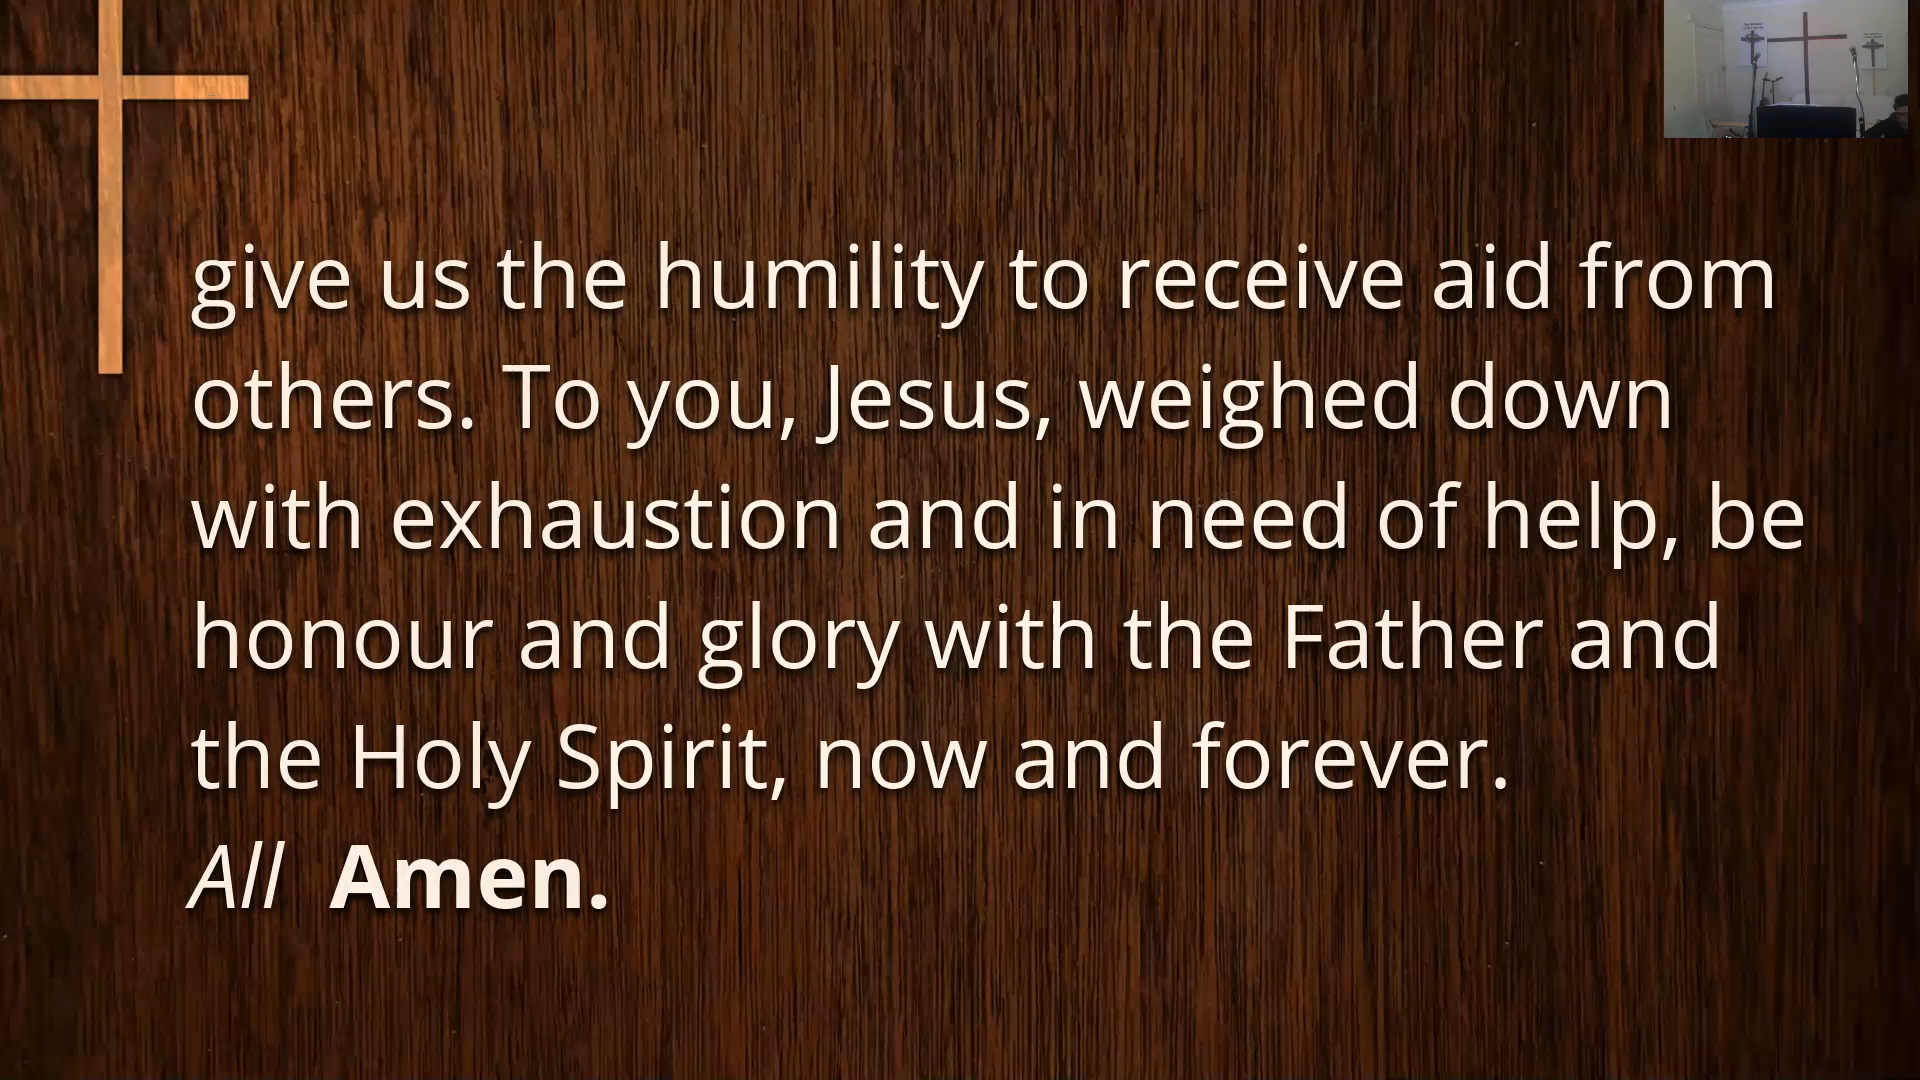 give us the humility to receive aid from
others. To you, Jesus, weighed down
with exhaustion and in need of help, be
honour and glory with the Father and
the Holy Spirit, now and forever.
All Amen.